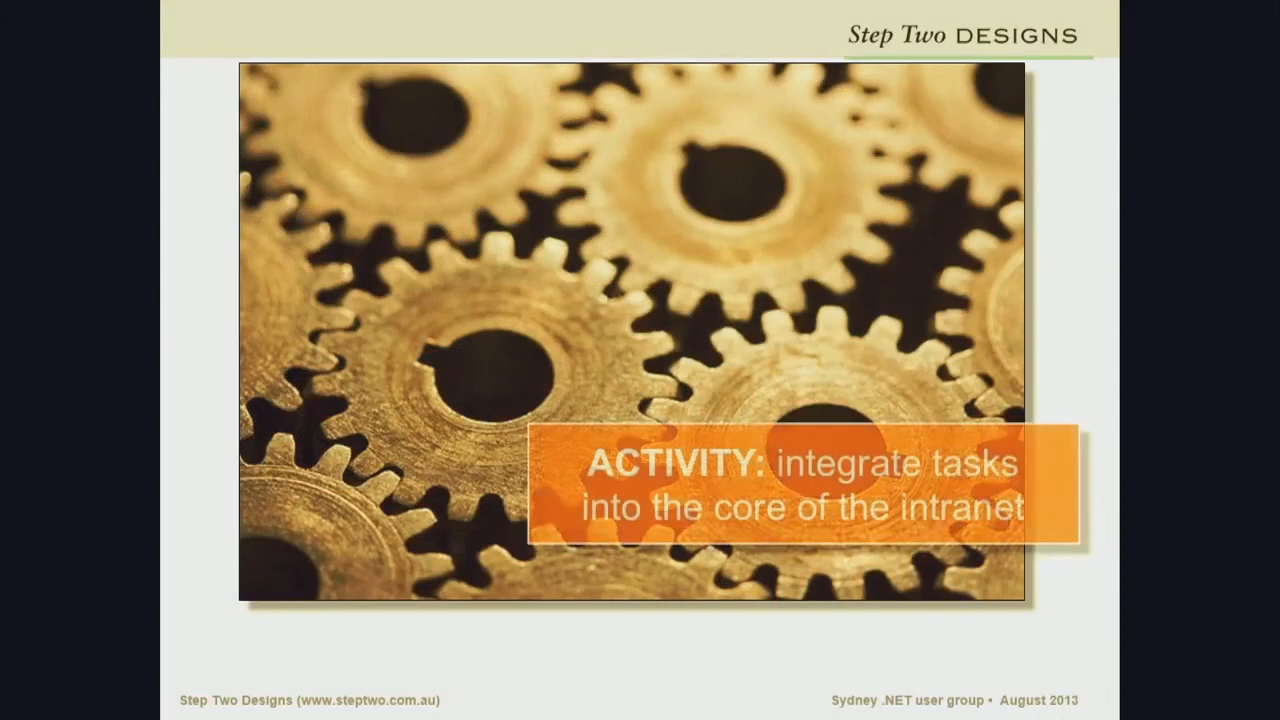 Step Two DESIGNS
ACTIVITY: integrate tasks
into the core of the intranet
Step Two Designs (www.steptwo.com.au)
Sydney .NET user group • August 2013